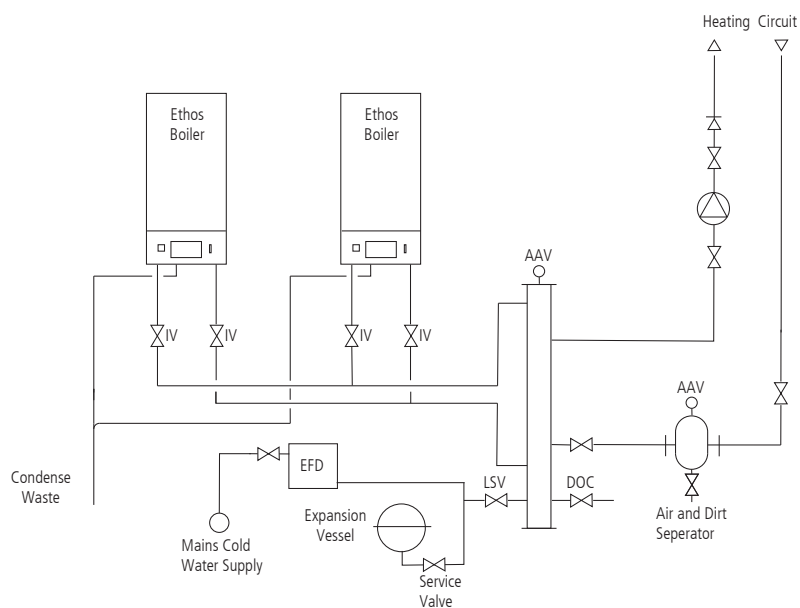 Heating Circuit
Ethos
Boiler
Ethos
Boiler
AAV
IV
IV
IV
IV
AAV
Condense
Waste
EFD
LSV
DOC
Expansion
Vessel
Air and Dirt
Seperator
Mains Cold
Water Supply
Service
Valve